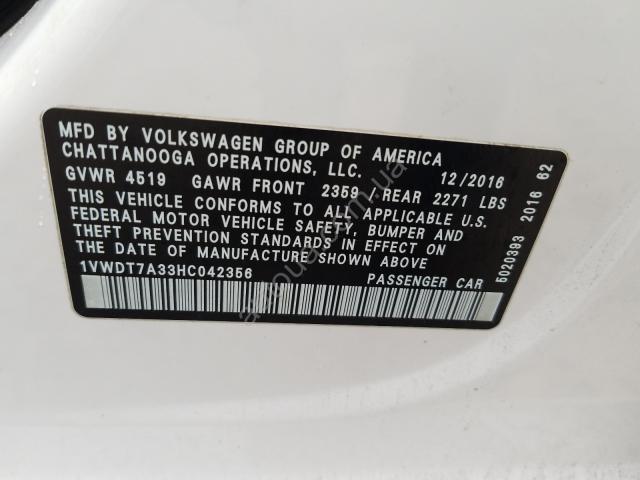 MFD BY VOLKSWAGEN GROUP OF AMERICA
CHATTANOOGA OPERATIONS, LLC. 12/2016
GVWR 4519 GAWR FRONT 2359 / REAR 2271 LBS
THIS VEHICLE CONFORMS TO ALL APPLICABLE U.S.
FEDERAL MOTOR VEHICLE SAFETY, BUMPER AND
THEFT PREVENTION STANDARDS IN EFFECT ON
THE DATE OF MANUFACTURE SHOWN ABOVE
1VWDT7A33HC042356 PASSENGER CAR
5020393 2016 62